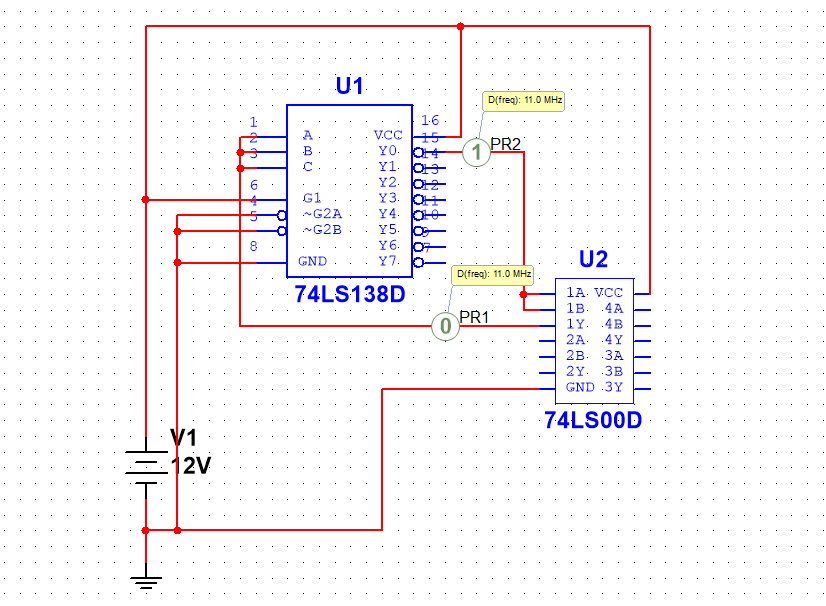 U1
D(freq): 11.0 MHz
PR2
1
1
2
3
6
4
5
8
A
B
C
G1
~G2A
~G2B
GND
VCC
Y0
Y1
Y2
Y3
Y4
Y5
Y6
Y7
16
15
14
13
12
11
10
9
7
74LS138D
D(freq): 11.0 MHz
PR1
0
U2
1A VCC
1B 4A
1Y 4B
2A 4Y
2B 3A
2Y 3B
GND 3Y
74LS00D
V1
12V